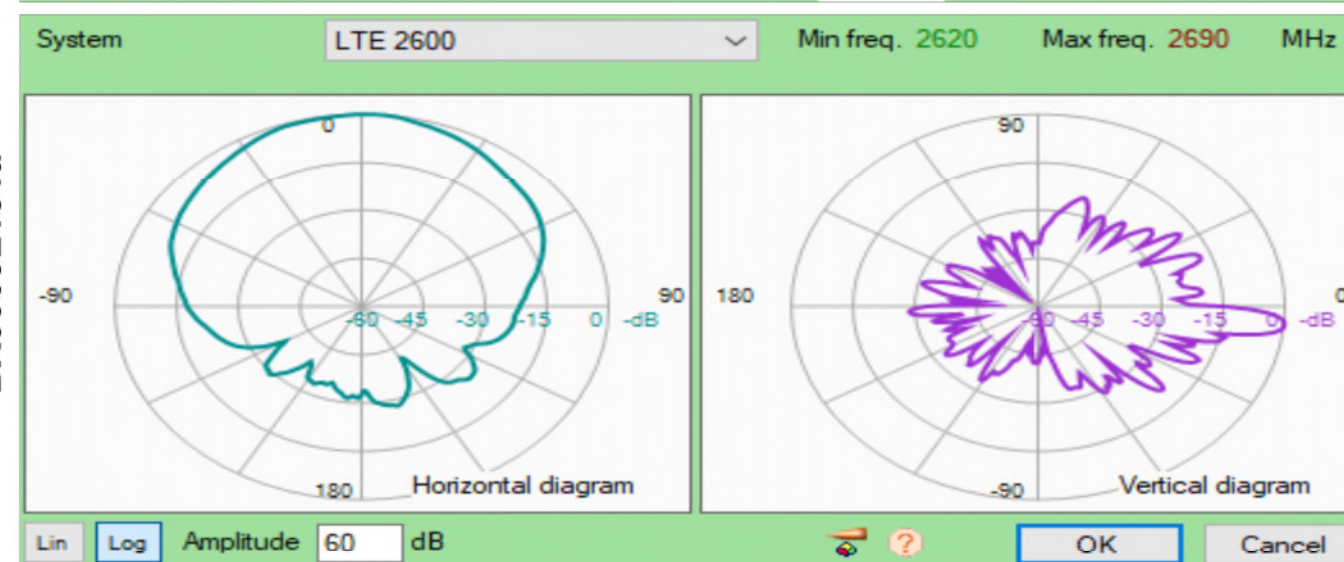 System LTE 2600 Min freq. 2620 Max freq. 2690 MHz
0 90
-90 90 180 0
-60 -45 -30 -15 0 -dB -60 -45 -30 -15 0 -dB
180 Horizontal diagram -90 Vertical diagram
Lin Log Amplitude 60 dB ? OK Cancel